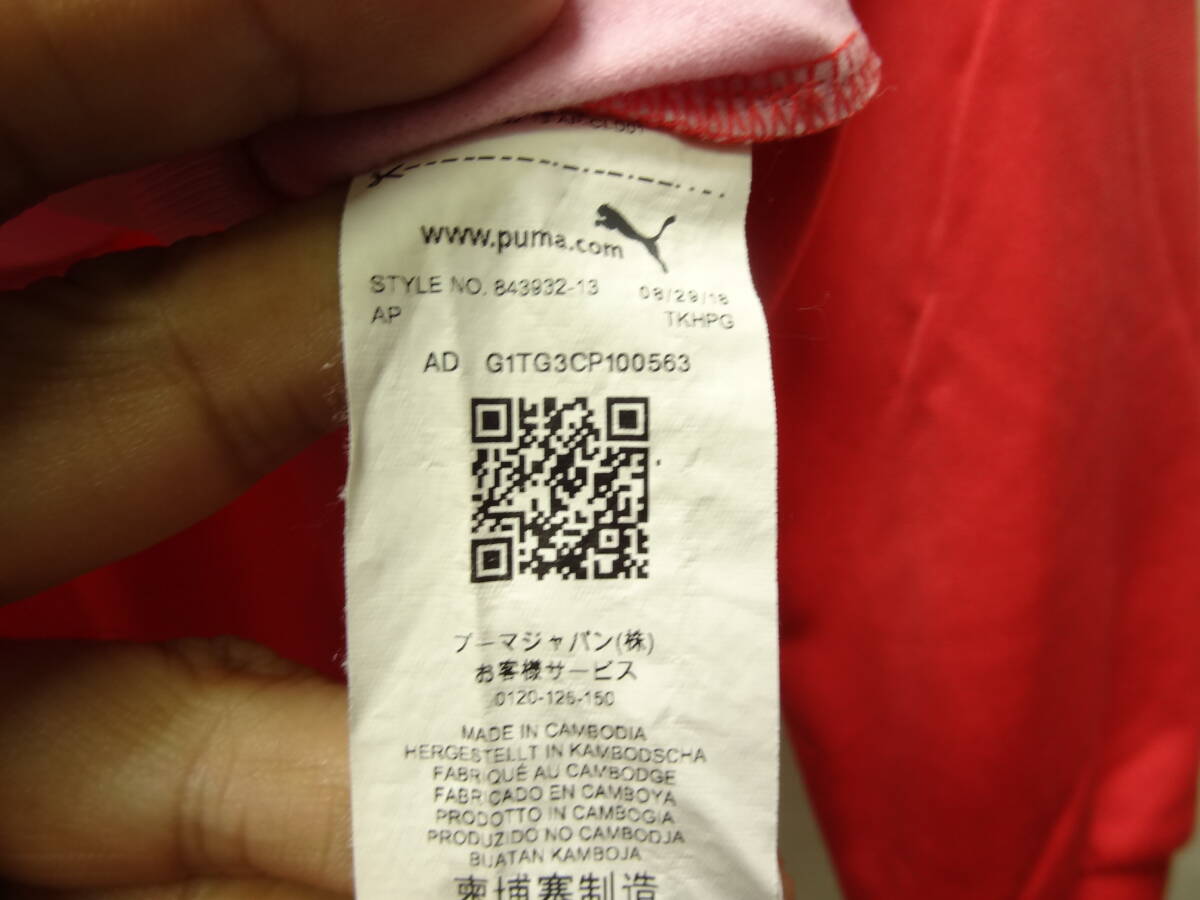 www.puma.com
STYLE NO. 843932-13 08/29/18
AP TKHPG
AD G1TG3CP100563
プーマジャパン(株)
お客様サービス
0120-125-150
MADE IN CAMBODIA
HERGESTELLT IN KAMBODSCHA
FABRIQUÉ AU CAMBODGE
FABRICADO EN CAMBOYA
PRODOTTO IN CAMBOGIA
PRODUZIDO NO CAMBODJA
BUATAN KAMBOJA
柬埔寨制造